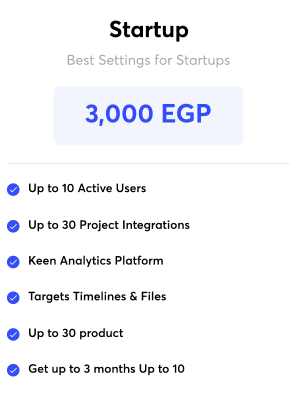 Startup
Best Settings for Startups
3,000 EGP
Up to 10 Active Users
Up to 30 Project Integrations
Keen Analytics Platform
Targets Timelines & Files
Up to 30 product
Get up to 3 months Up to 10